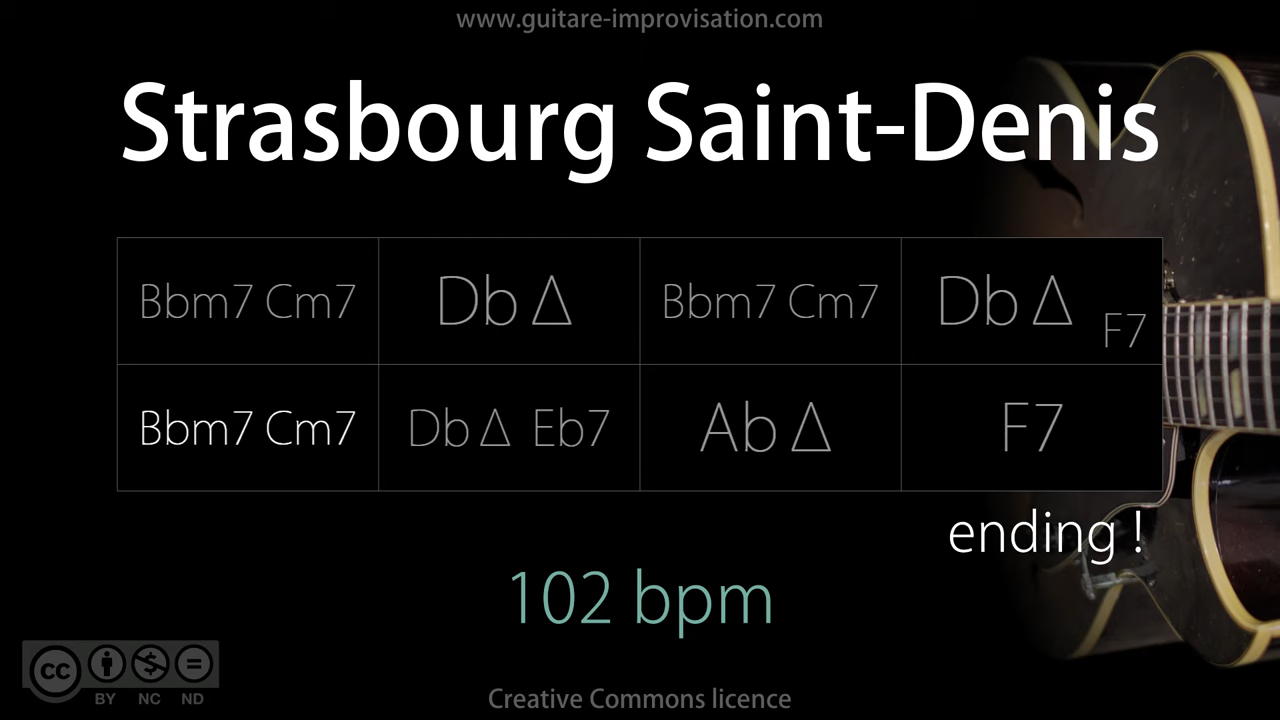 www.guitare-improvisation.com
Strasbourg Saint-Denis
Bbm7 Cm7 Db Δ Bbm7 Cm7 Db Δ F7
Bbm7 Cm7 Db Δ Eb7 Ab Δ F7
ending !
102 bpm
cc BY NC ND
Creative Commons licence